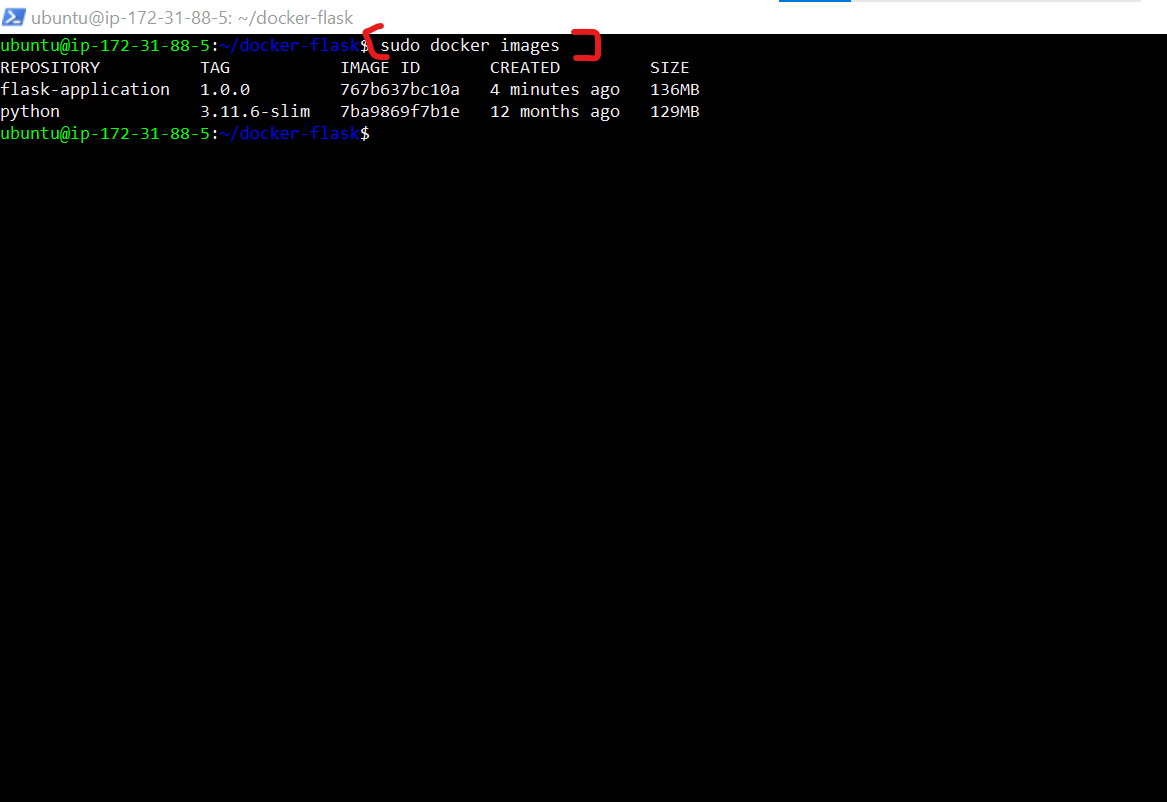 ubuntu@ip-172-31-88-5: ~/docker-flask
ubuntu@ip-172-31-88-5:~/docker-flask$ sudo docker images
REPOSITORY TAG IMAGE ID CREATED SIZE
flask-application 1.0.0 767b637bc10a 4 minutes ago 136MB
python 3.11.6-slim 7ba9869f7b1e 12 months ago 129MB
ubuntu@ip-172-31-88-5:~/docker-flask$